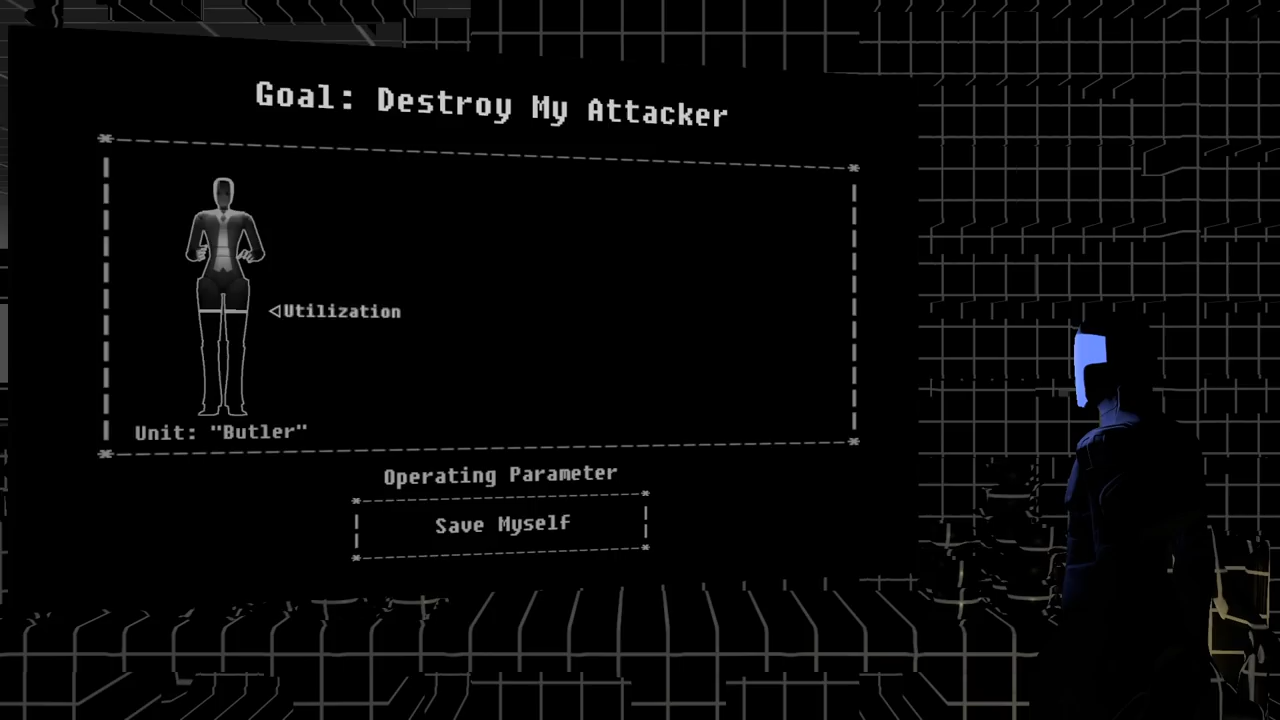 Goal: Destroy My Attacker
◁Utilization
Unit: "Butler"
Operating Parameter
Save Myself